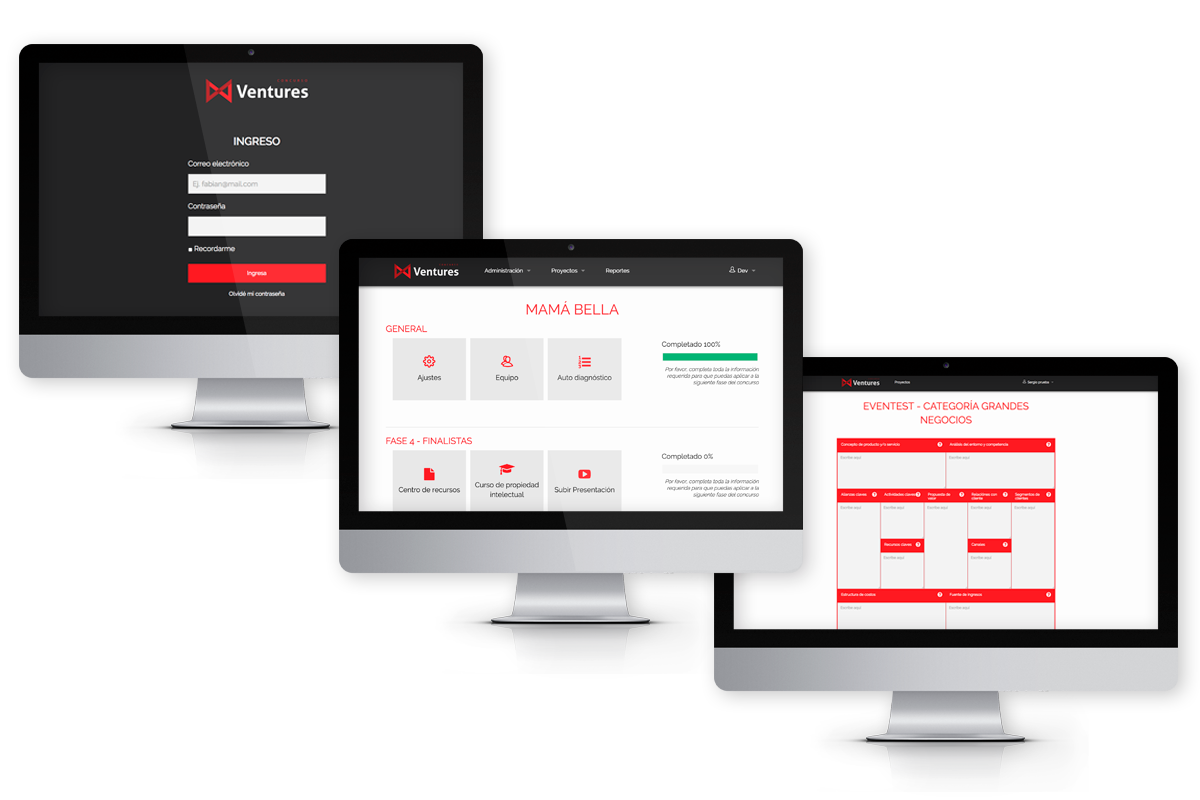 CONCURSO
Ventures
INGRESO
Correo electrónico
Ej. fabian@mail.com
Contraseña
Recordarme
Ingresa
Olvidé mi contraseña
Ventures
Administración
Proyectos
Reportes
Dev
MAMÁ BELLA
GENERAL
Ajustes
Equipo
Auto diagnóstico
Completado 100%
Por favor, completa toda la información
requerida para que puedas aplicar a la
siguiente fase del concurso
FASE 4 - FINALISTAS
Centro de recursos
Curso de propiedad
intelectual
Subir Presentación
Completado 0%
Por favor, completa toda la información
requerida para que puedas aplicar a la
siguiente fase del concurso
Ventures
Proyectos
Sergio prueba
EVENTEST - CATEGORÍA GRANDES
NEGOCIOS
Concepto de producto y/o servicio
Análisis del entorno y competencia
Escribe aquí
Escribe aquí
Alianzas claves
Actividades claves
Propuesta de
valor
Relaciones con
cliente
Segmentos de
clientes
Escribe aquí
Escribe aquí
Escribe aquí
Escribe aquí
Escribe aquí
Recursos claves
Canales
Escribe aquí
Escribe aquí
Estructura de costos
Fuente de ingresos
Escribe aquí
Escribe aquí